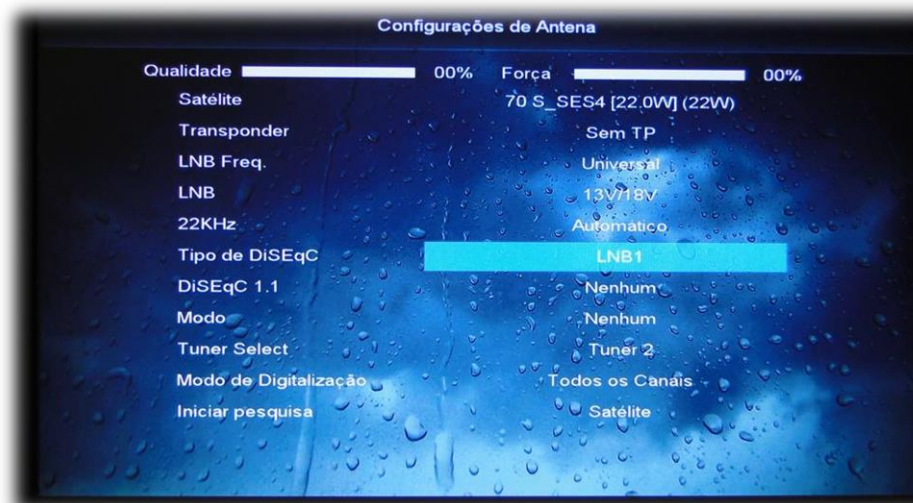 Configurações de Antena
Qualidade 00% Força 00%
Satélite 70 S_SES4 [22.0W] (22W)
Transponder Sem TP
LNB Freq. Universal
LNB 13V/18V
22KHz Automatico
Tipo de DiSEqC LNB1
DiSEqC 1.1 Nenhum
Modo Nenhum
Tuner Select Tuner 2
Modo de Digitalização Todos os Canais
Iniciar pesquisa Satélite